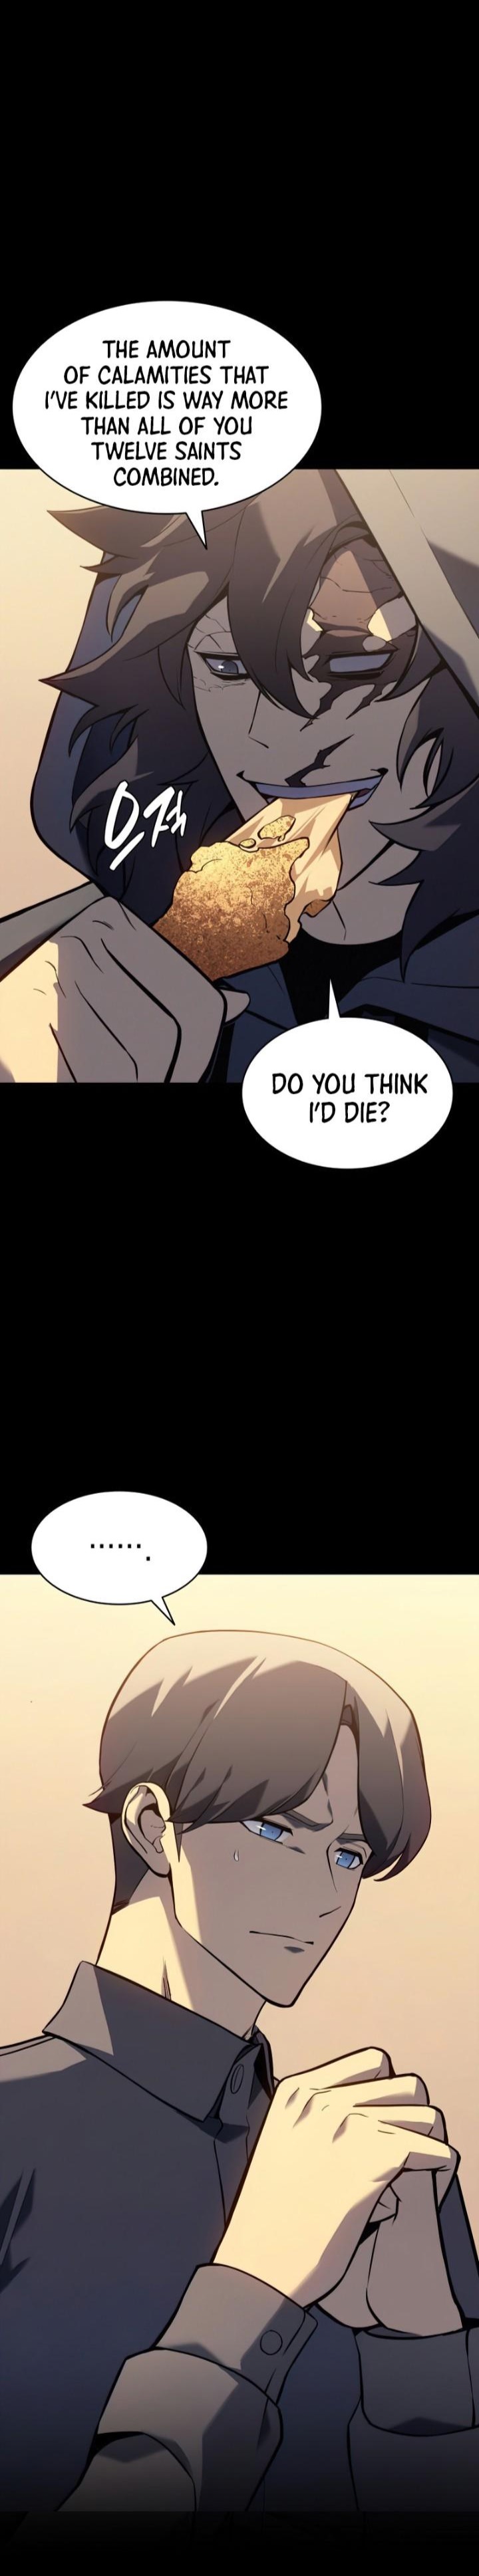 THE AMOUNT
OF CALAMITIES THAT
I'VE KILLED IS WAY MORE
THAN ALL OF YOU
TWELVE SAINTS
COMBINED.
으적
DO YOU THINK
I'D DIE?
.......